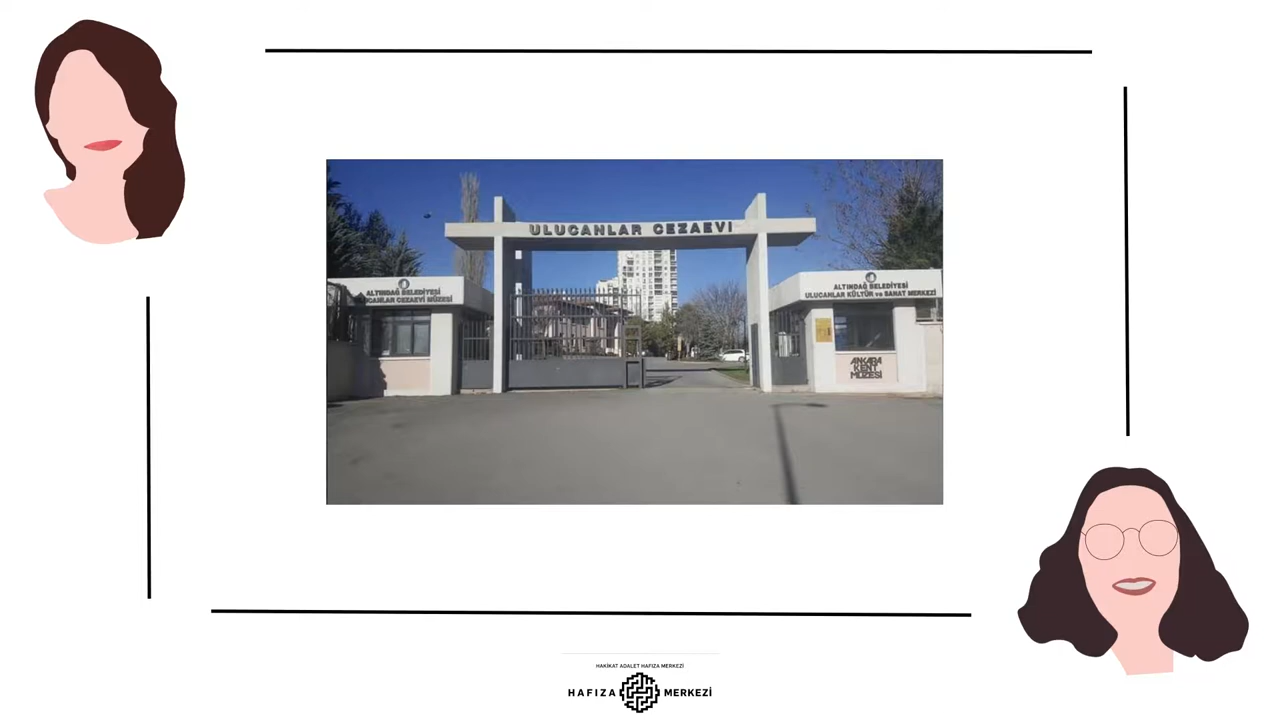 ULUCANLAR CEZAEVİ
ALTINDAĞ BELEDİYESİ
ULUCANLAR CEZAEVİ MÜZESİ
ALTINDAĞ BELEDİYESİ
ULUCANLAR KÜLTÜR ve SANAT MERKEZİ
ANKARA
KENT
MÜZESİ
HAKİKAT ADALET HAFIZA MERKEZİ
HAFIZA MERKEZİ